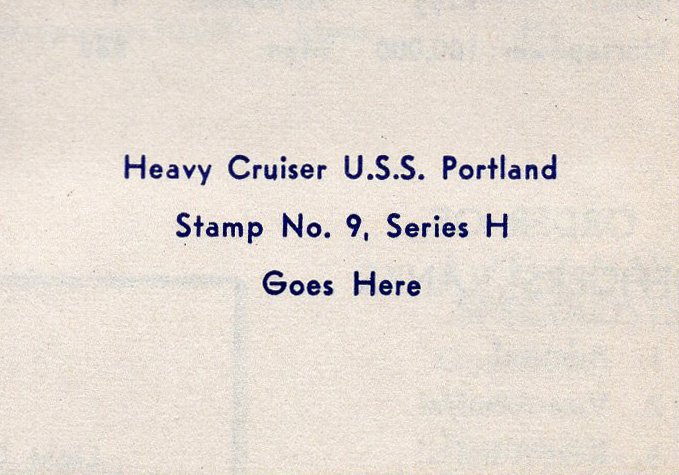 Heavy Cruiser U.S.S. Portland
Stamp No. 9, Series H
Goes Here